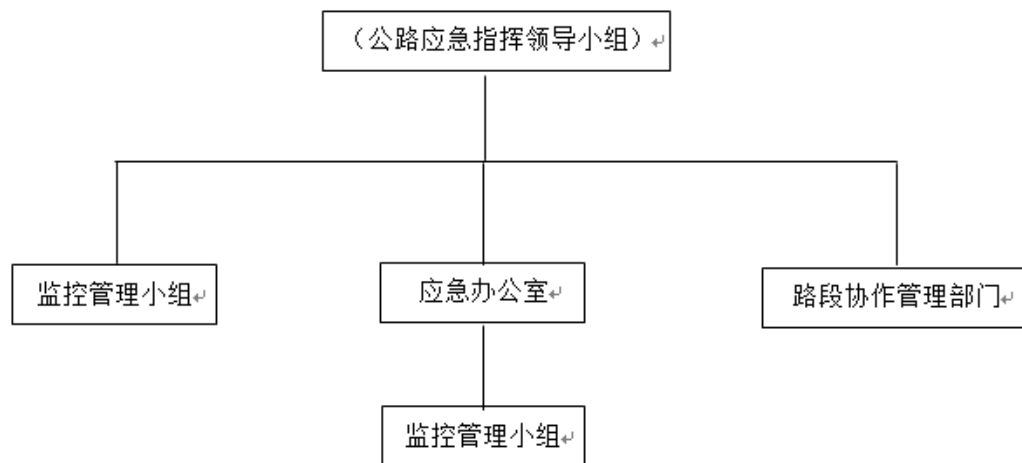 （公路应急指挥领导小组）
监控管理小组
应急办公室
路段协作管理部门
监控管理小组